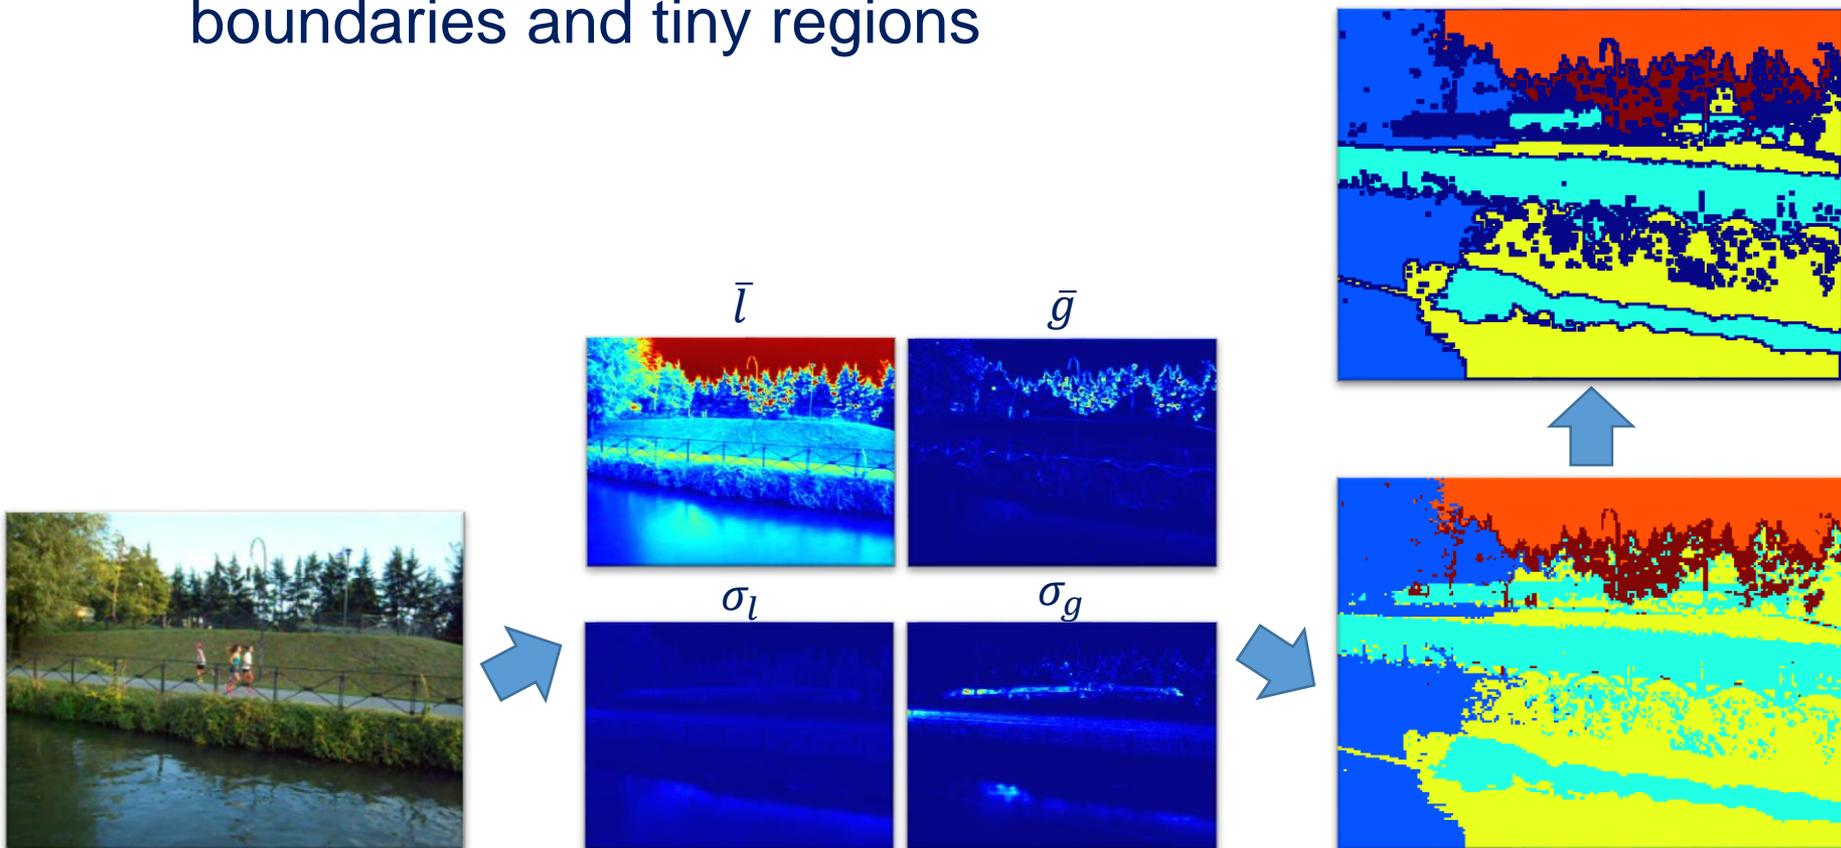 boundaries and tiny regions
l̄ ḡ
σ_l σ_g